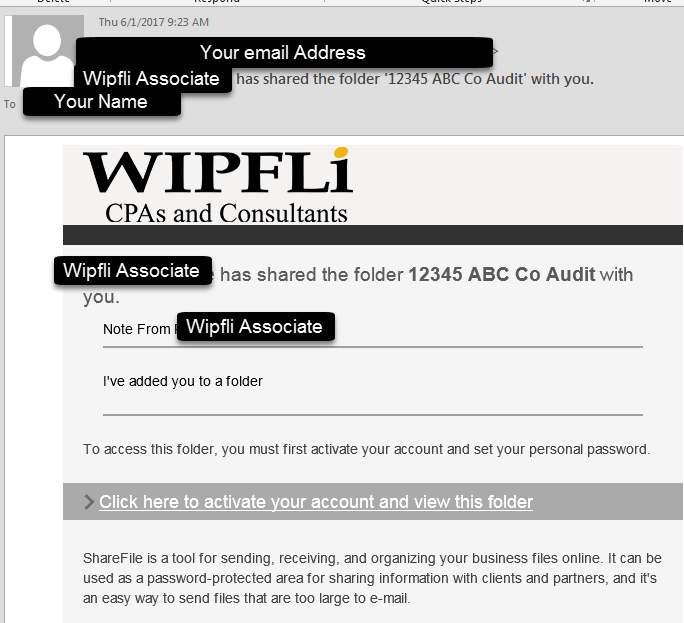 Thu 6/1/2017 9:23 AM
Your email Address >
Wipfli Associate has shared the folder '12345 ABC Co Audit' with you.
To Your Name
WIPFLi
CPAs and Consultants
Wipfli Associate has shared the folder 12345 ABC Co Audit with
you.
Note From Wipfli Associate
I've added you to a folder
To access this folder, you must first activate your account and set your personal password.
> Click here to activate your account and view this folder
ShareFile is a tool for sending, receiving, and organizing your business files online. It can be
used as a password-protected area for sharing information with clients and partners, and it's
an easy way to send files that are too large to e-mail.